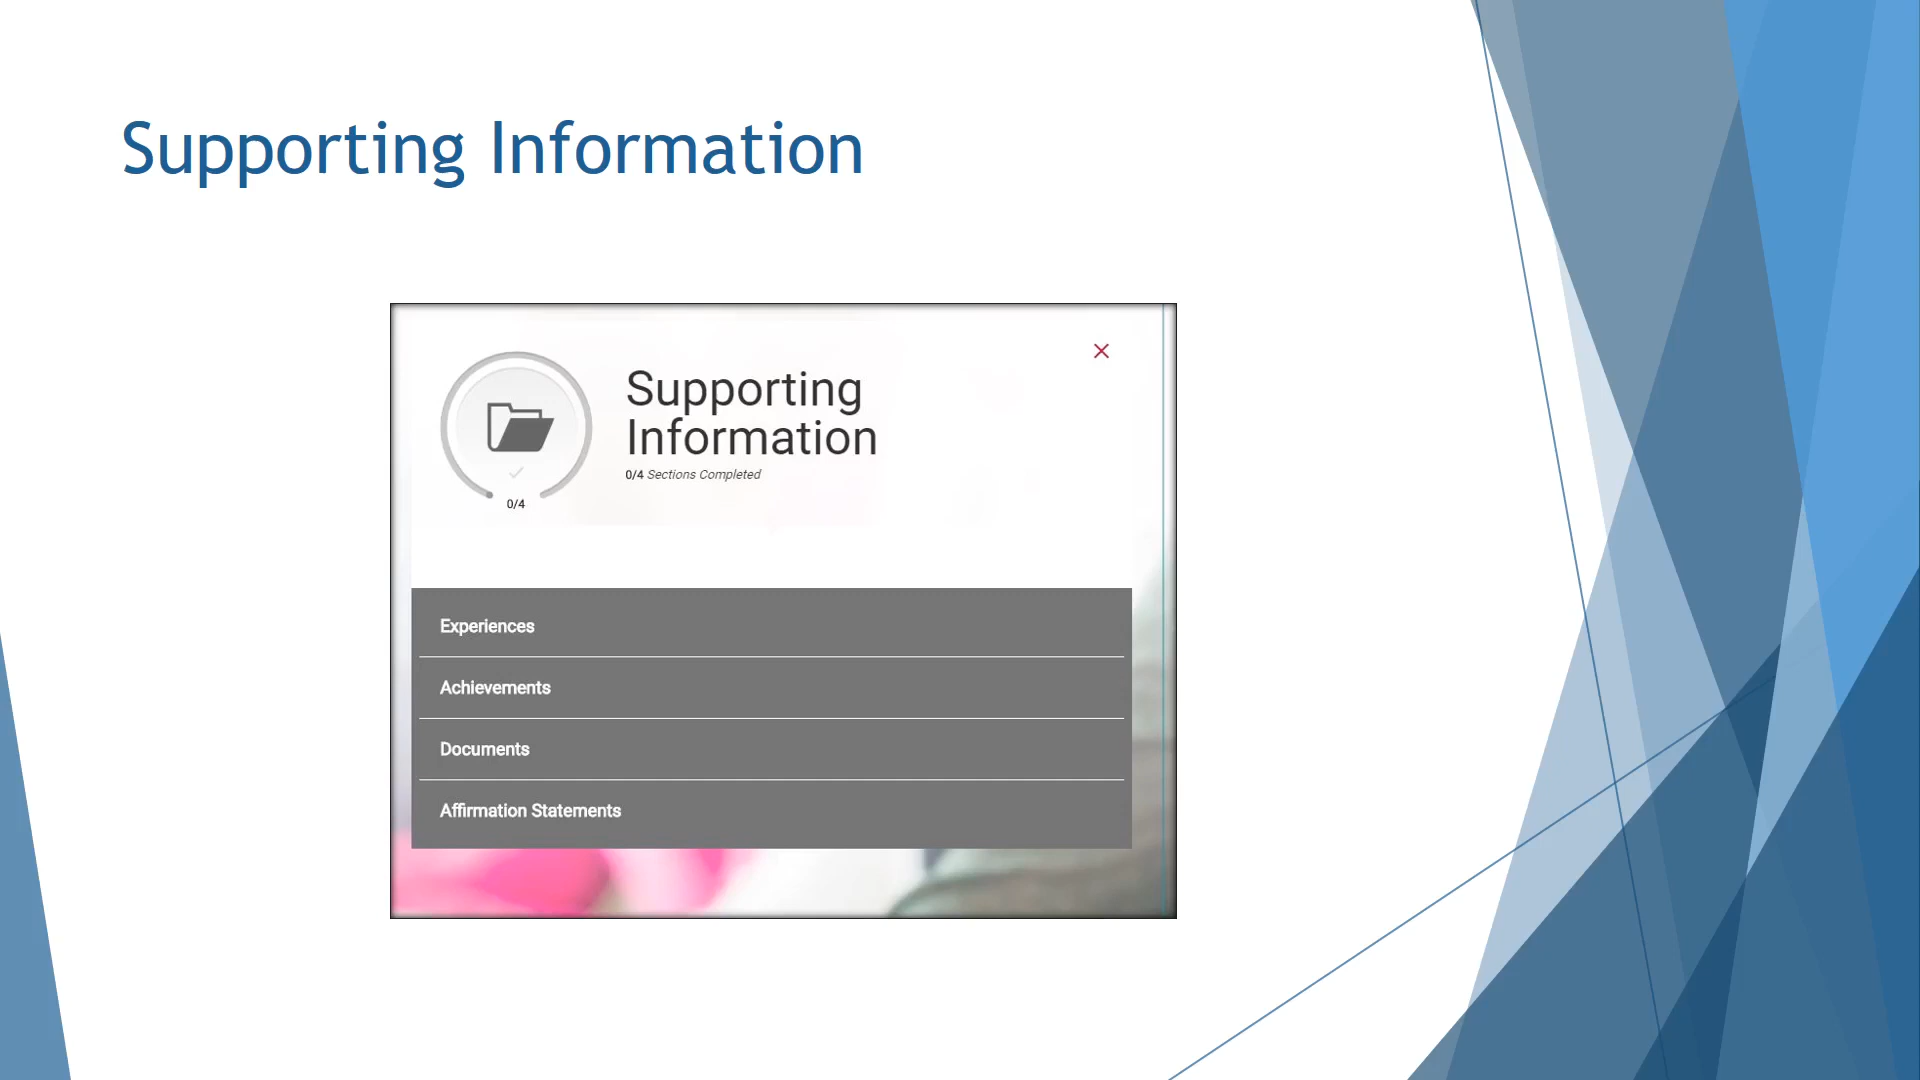 Supporting Information
Supporting
Information
0/4 Sections Completed
0/4
Experiences
Achievements
Documents
Affirmation Statements